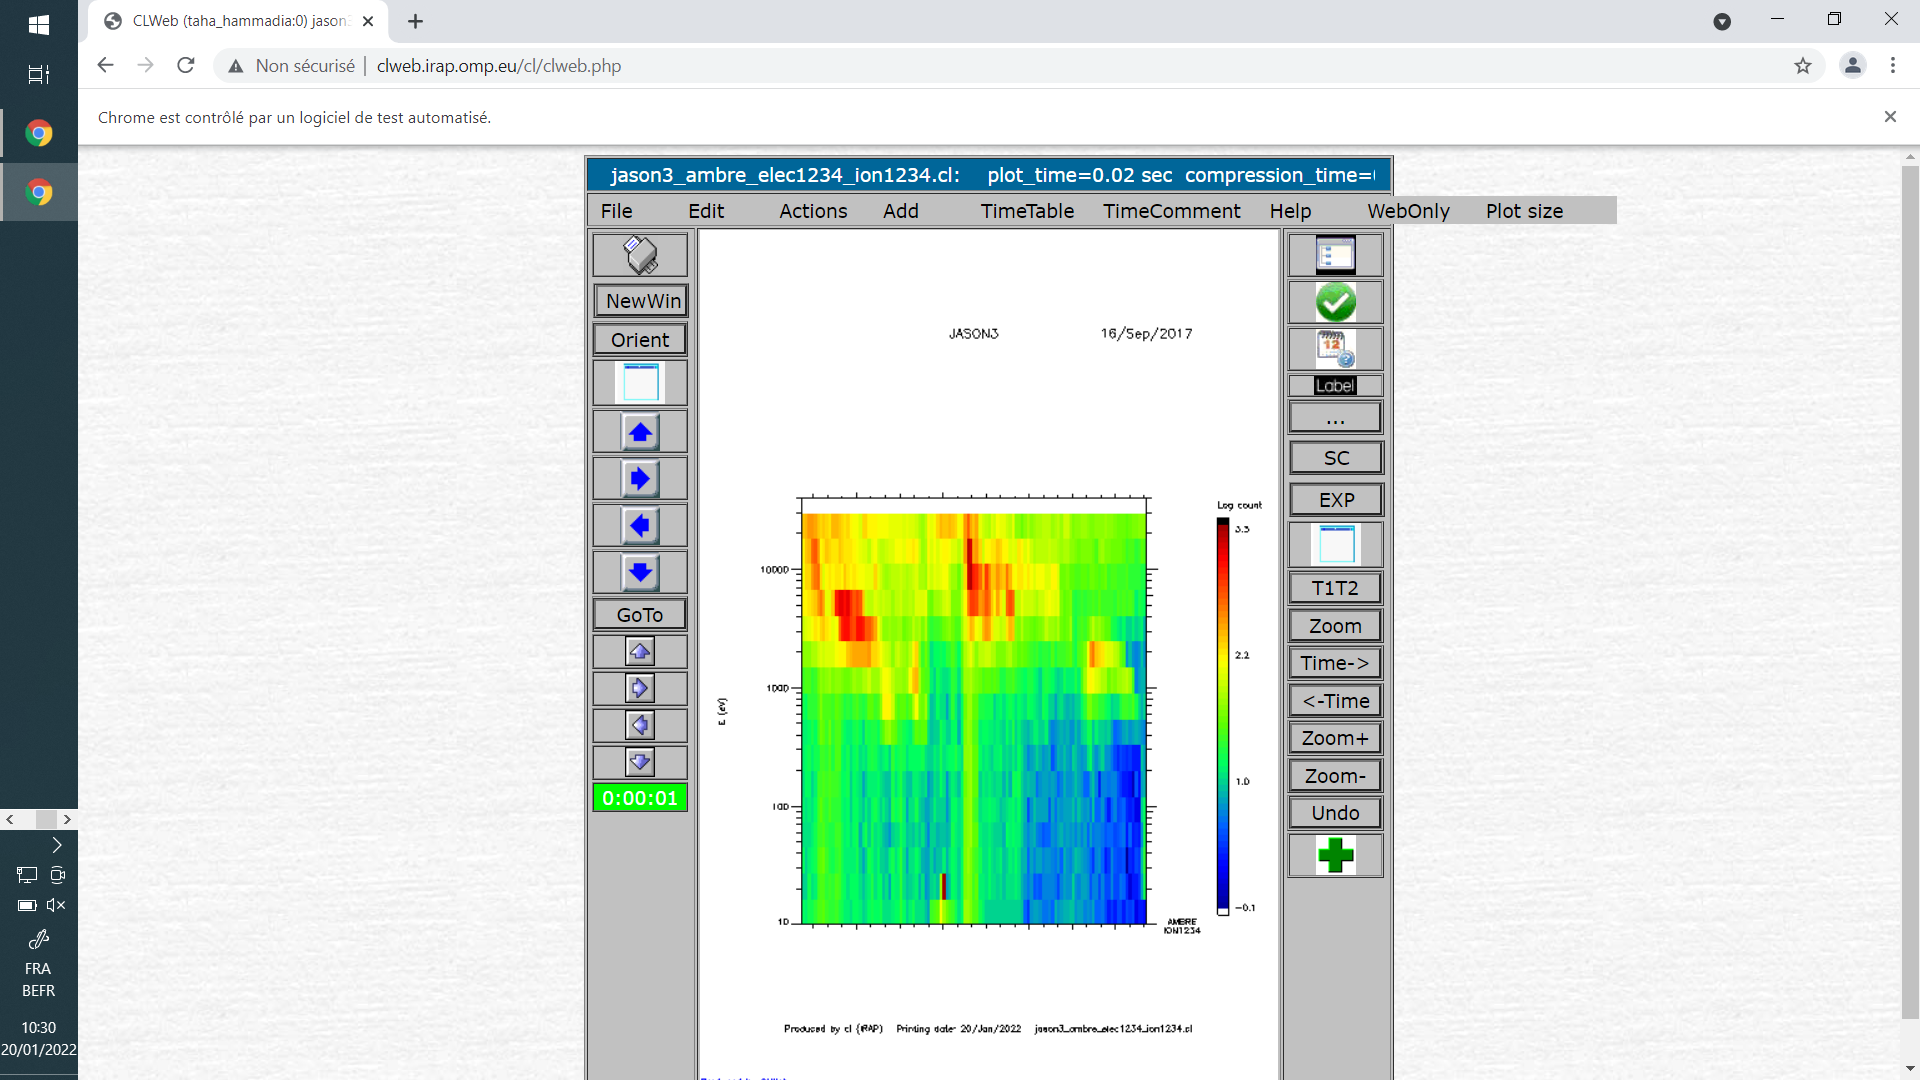 CLWeb (taha_hammadia:0) jason
Non sécurisé | clweb.irap.omp.eu/cl/clweb.php
Chrome est contrôlé par un logiciel de test automatisé.
jason3_ambre_elec1234_ion1234.cl: plot_time=0.02 sec compression_time=
File Edit Actions Add TimeTable TimeComment Help WebOnly Plot size
NewWin
Orient
GoTo
0:00:01
JASON3 16/Sep/2017
Log count
3.3
2.2
1.0
-0.1
10000
1000
100
10
E (eV)
AMBRE
ION1234
Produced by cl (IRAP) Printing date: 20/Jan/2022 jason3_ambre_elec1234_ion1234.cl
12
Label
...
SC
EXP
T1T2
Zoom
Time->
<-Time
Zoom+
Zoom-
Undo
FRA
BEFR
10:30
20/01/2022